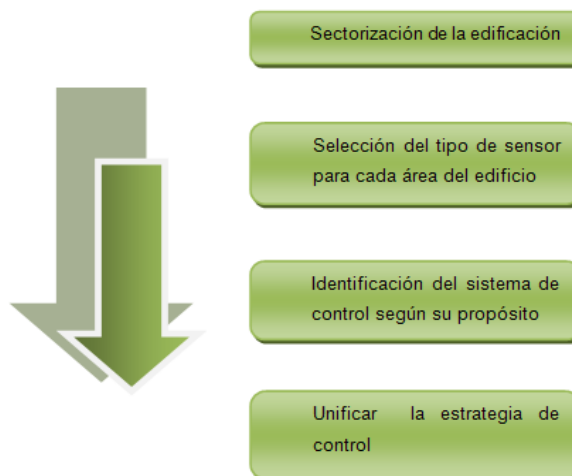 Sectorización de la edificación
Selección del tipo de sensor
para cada área del edificio
Identificación del sistema de
control según su propósito
Unificar la estrategia de
control